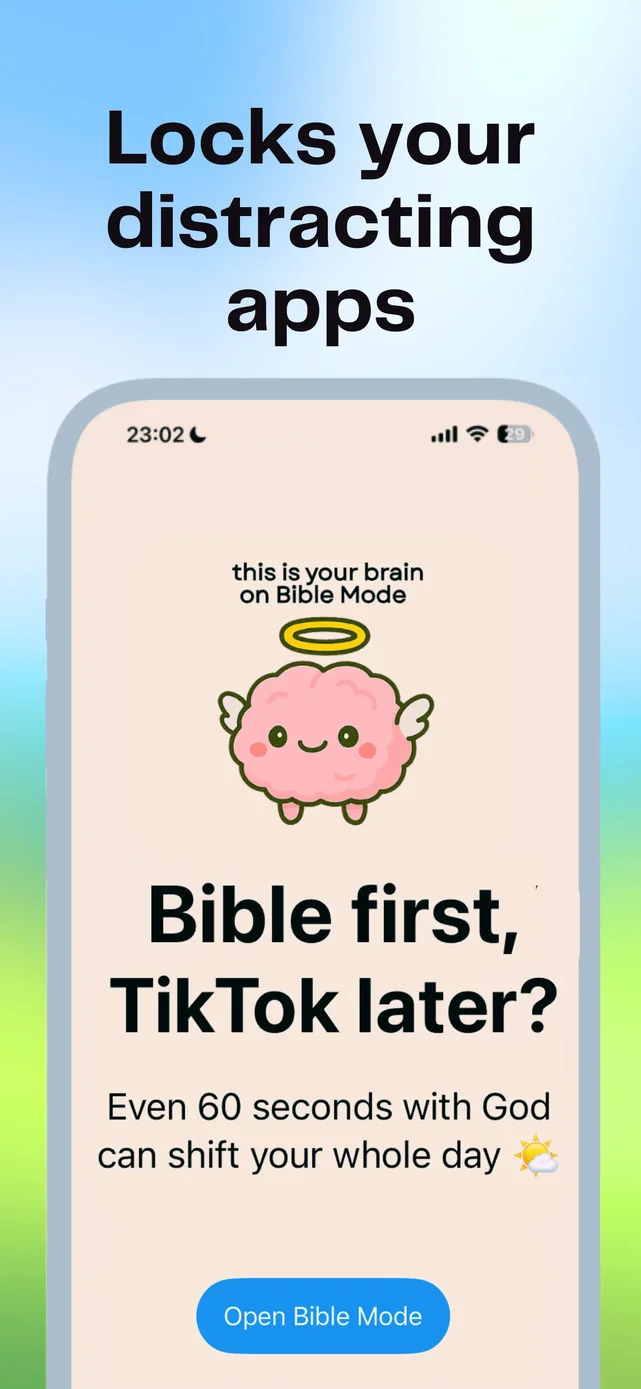 Locks your
distracting
apps
23:02
29
this is your brain
on Bible Mode
Bible first,
TikTok later?
Even 60 seconds with God
can shift your whole day
Open Bible Mode